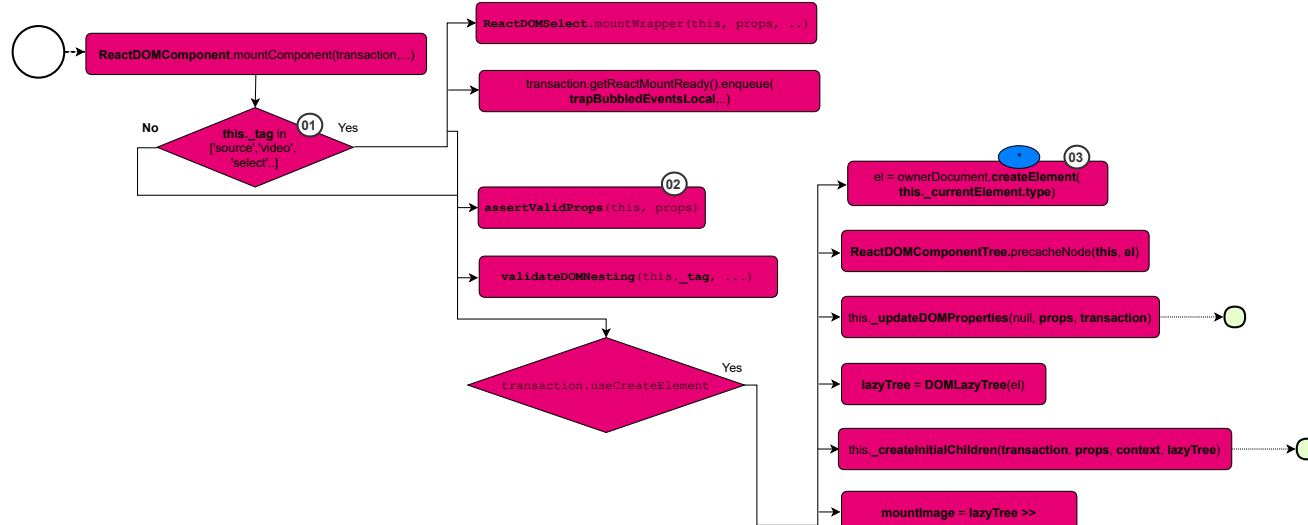 ReactDOMComponent.mountComponent(transaction,...)
01
this._tag in
['source','video',
'select'..]
No
Yes
ReactDOMSelect.mountWrapper(this, props, ..)
transaction.getReactMountReady().enqueue(
trapBubbledEventsLocal,..)
02
assertValidProps(this, props)
validateDOMNesting(this._tag, ...)
transaction.useCreateElement
Yes
*
03
el = ownerDocument.createElement(
this._currentElement.type)
ReactDOMComponentTree.precacheNode(this, el)
this._updateDOMProperties(null, props, transaction)
lazyTree = DOMLazyTree(el)
this._createInitialChildren(transaction, props, context, lazyTree)
mountImage = lazyTree >>